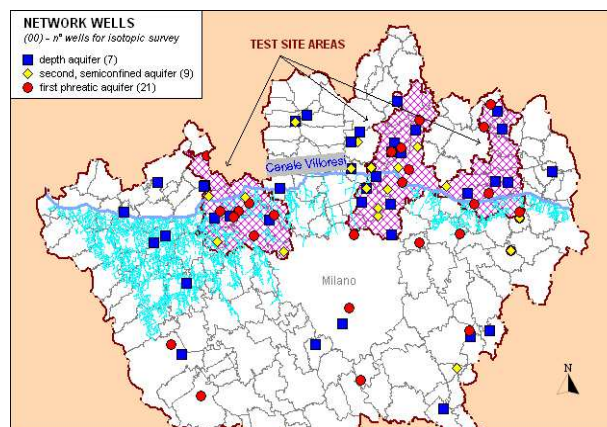 NETWORK WELLS
(00) - n° wells for isotopic survey
depth aquifer (7)
second, semiconfined aquifer (9)
first phreatic aquifer (21)
TEST SITE AREAS
Canale Villoresi
Milano
N